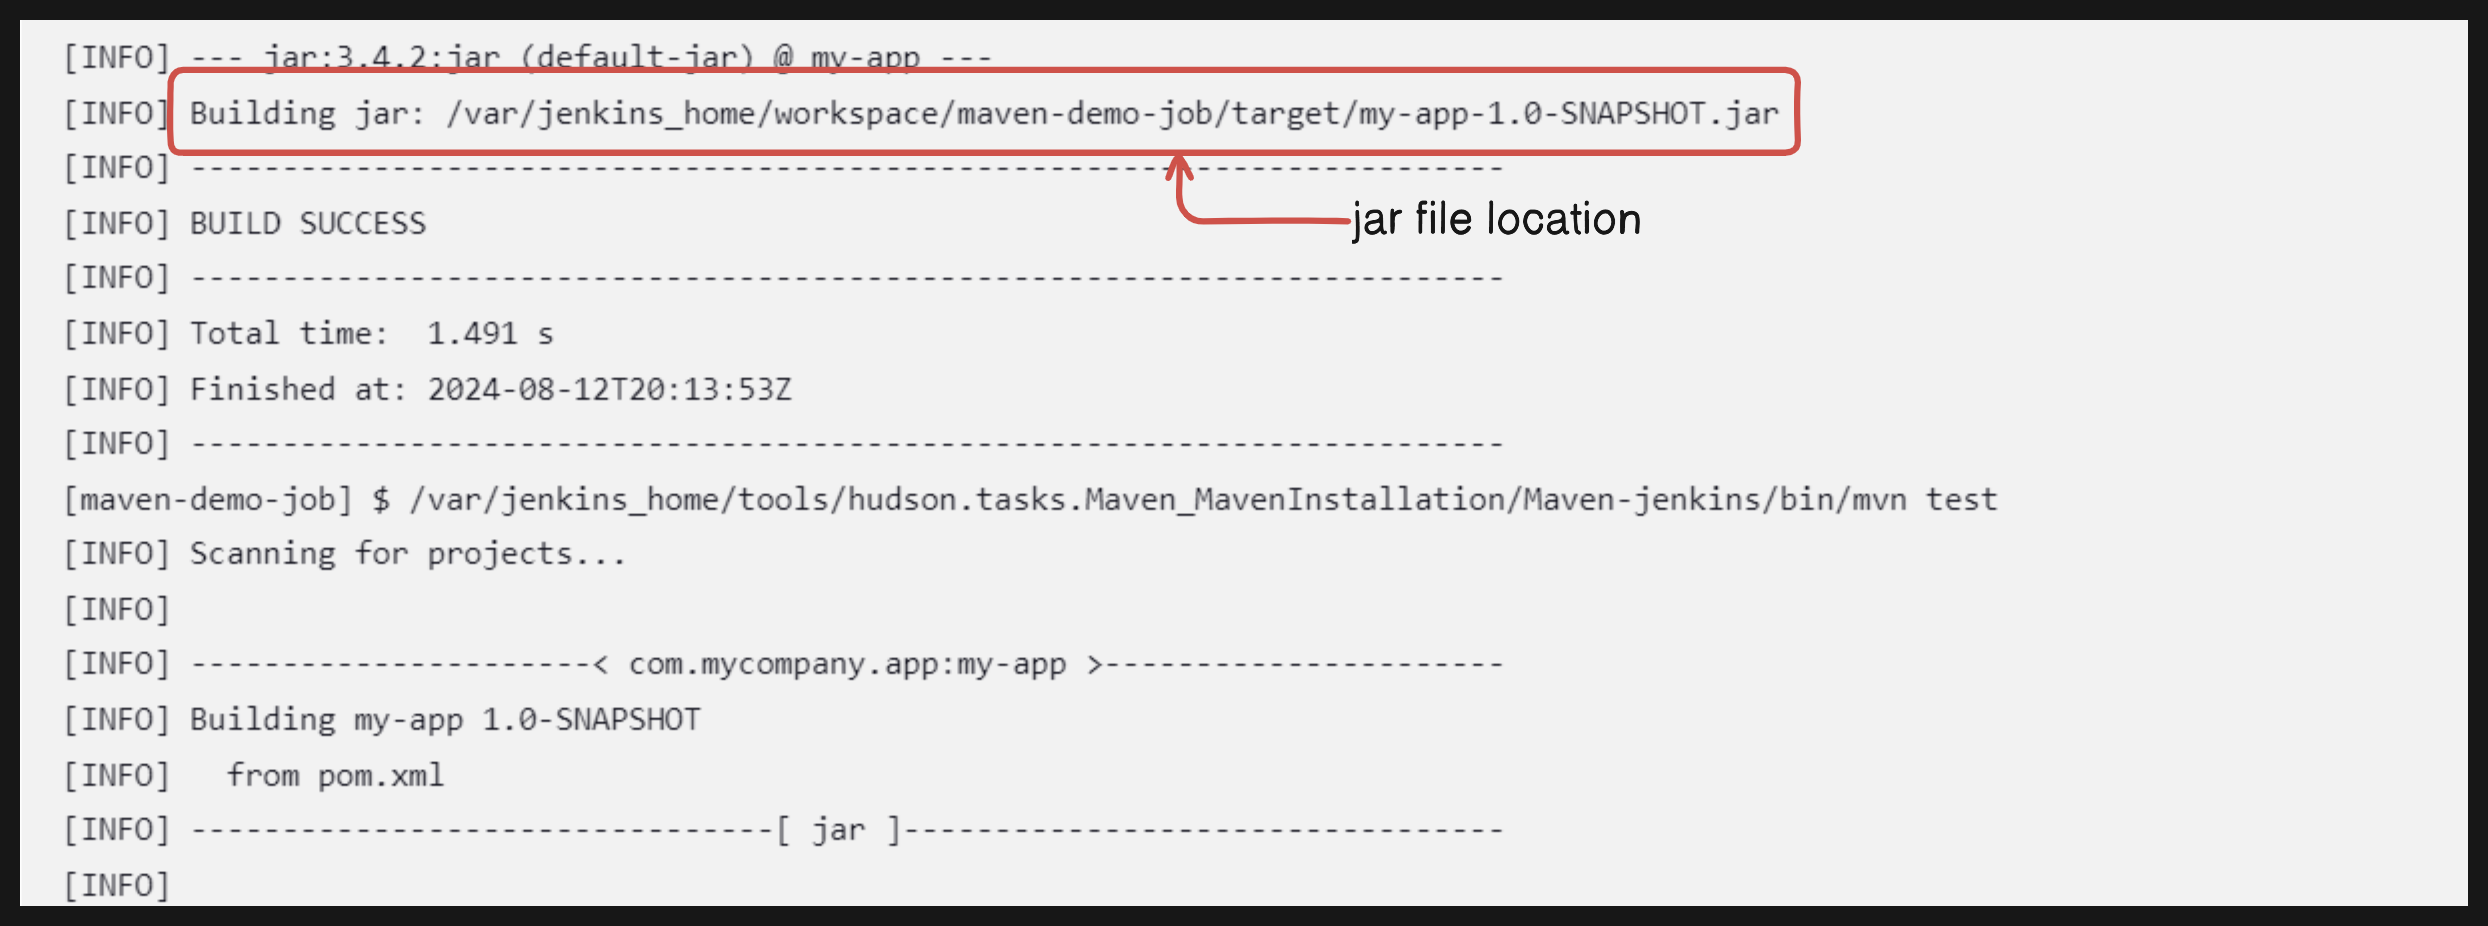 [INFO] --- jar:3.4.2:jar (default-jar) @ my-app ---
[INFO] Building jar: /var/jenkins_home/workspace/maven-demo-job/target/my-app-1.0-SNAPSHOT.jar
[INFO] ------------------------------------------------------------------------
[INFO] BUILD SUCCESS
jar file location
[INFO] ------------------------------------------------------------------------
[INFO] Total time:  1.491 s
[INFO] Finished at: 2024-08-12T20:13:53Z
[INFO] ------------------------------------------------------------------------
[maven-demo-job] $ /var/jenkins_home/tools/hudson.tasks.Maven_MavenInstallation/Maven-jenkins/bin/mvn test
[INFO] Scanning for projects...
[INFO]
[INFO] ----------------------< com.mycompany.app:my-app >----------------------
[INFO] Building my-app 1.0-SNAPSHOT
[INFO]   from pom.xml
[INFO] --------------------------------[ jar ]---------------------------------
[INFO]